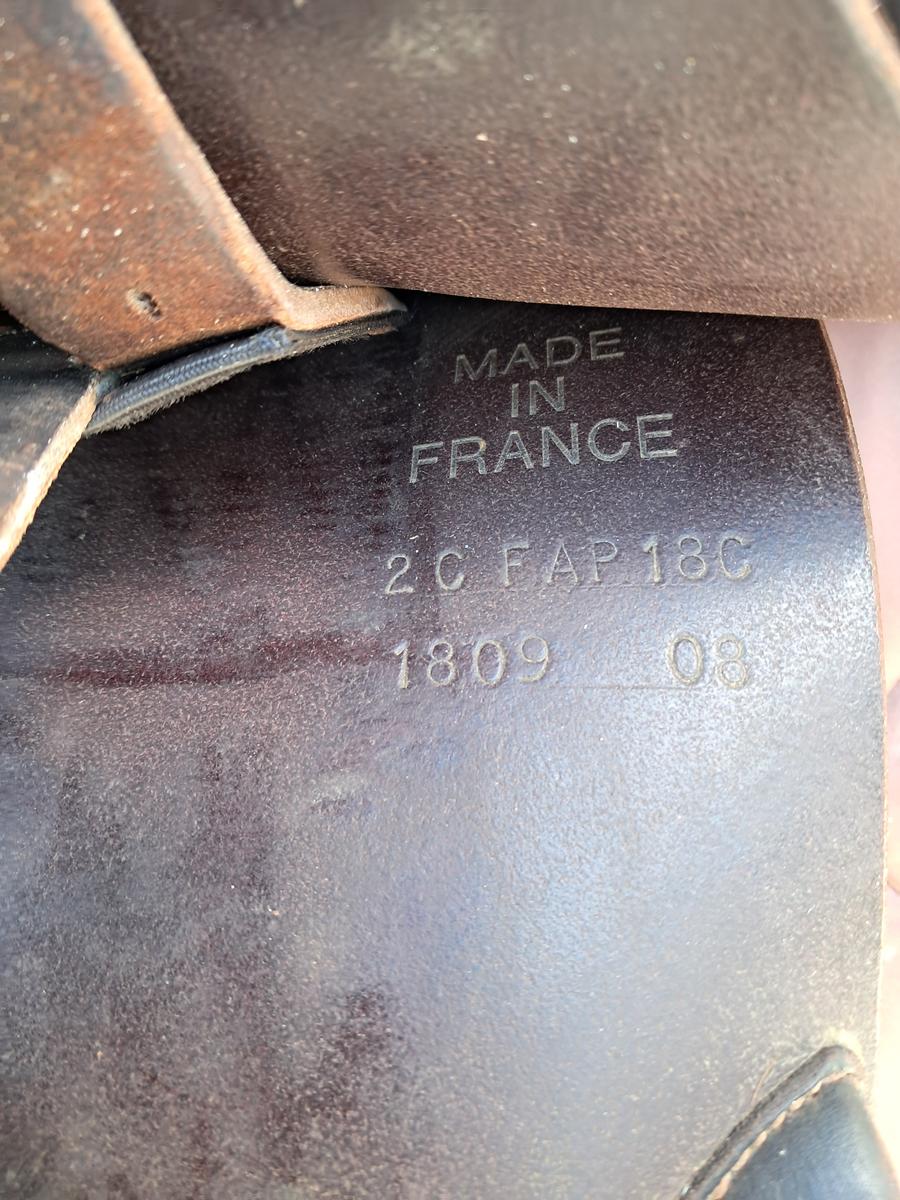 MADE
IN
FRANCE
2C FAP 18C
1809 08